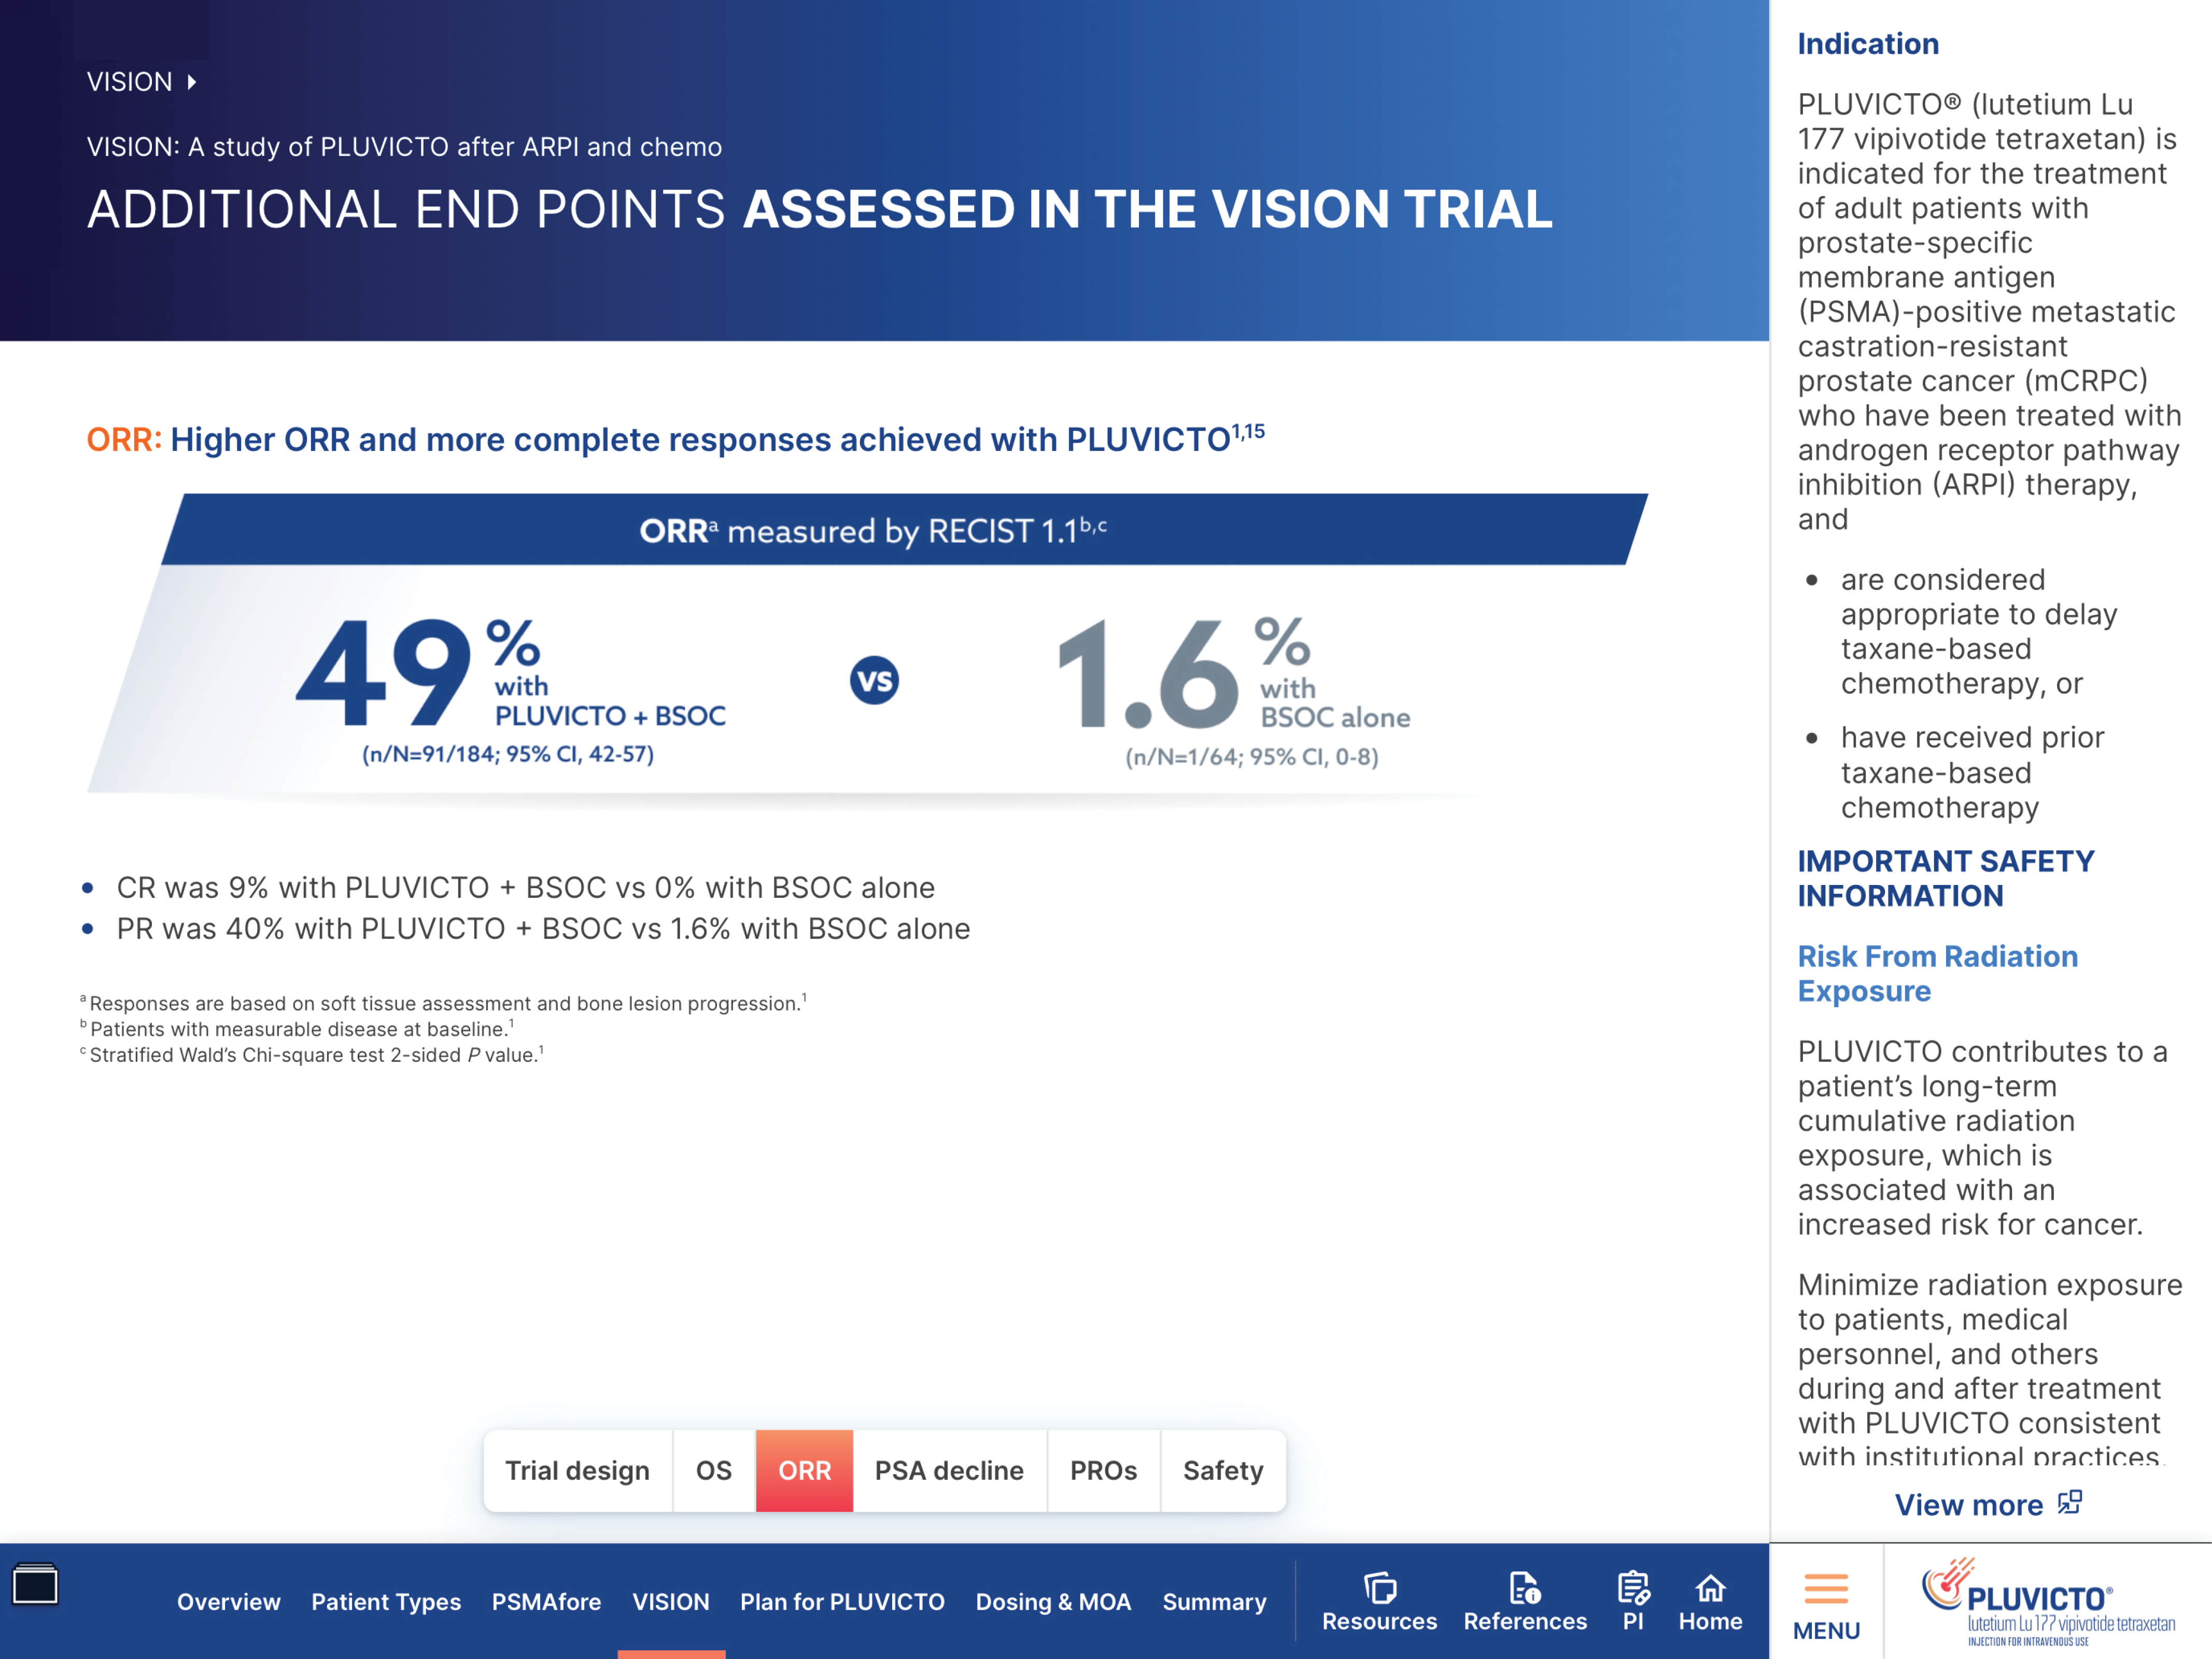 VISION
VISION: A study of PLUVICTO after ARPI and chemo
ADDITIONAL END POINTS ASSESSED IN THE VISION TRIAL
ORR: Higher ORR and more complete responses achieved with PLUVICTO1,15
ORRa measured by RECIST 1.1b,c
49%
with
PLUVICTO + BSOC
(n/N=91/184; 95% CI, 42-57)
VS
1.6%
with
BSOC alone
(n/N=1/64; 95% CI, 0-8)
• CR was 9% with PLUVICTO + BSOC vs 0% with BSOC alone
• PR was 40% with PLUVICTO + BSOC vs 1.6% with BSOC alone
a Responses are based on soft tissue assessment and bone lesion progression.1
b Patients with measurable disease at baseline.1
c Stratified Wald’s Chi-square test 2-sided P value.1
Trial design
OS
ORR
PSA decline
PROs
Safety
Overview
Patient Types
PSMAfore
VISION
Plan for PLUVICTO
Dosing & MOA
Summary
Resources
References
PI
Home
Indication
PLUVICTO® (lutetium Lu
177 vipivotide tetraxetan) is
indicated for the treatment
of adult patients with
prostate-specific
membrane antigen
(PSMA)-positive metastatic
castration-resistant
prostate cancer (mCRPC)
who have been treated with
androgen receptor pathway
inhibition (ARPI) therapy,
and
• are considered
appropriate to delay
taxane-based
chemotherapy, or
• have received prior
taxane-based
chemotherapy
IMPORTANT SAFETY
INFORMATION
Risk From Radiation
Exposure
PLUVICTO contributes to a
patient’s long-term
cumulative radiation
exposure, which is
associated with an
increased risk for cancer.
Minimize radiation exposure
to patients, medical
personnel, and others
during and after treatment
with PLUVICTO consistent
with institutional practices.
View more
MENU
PLUVICTO®
lutetium Lu 177 vipivotide tetraxetan
INJECTION FOR INTRAVENOUS USE